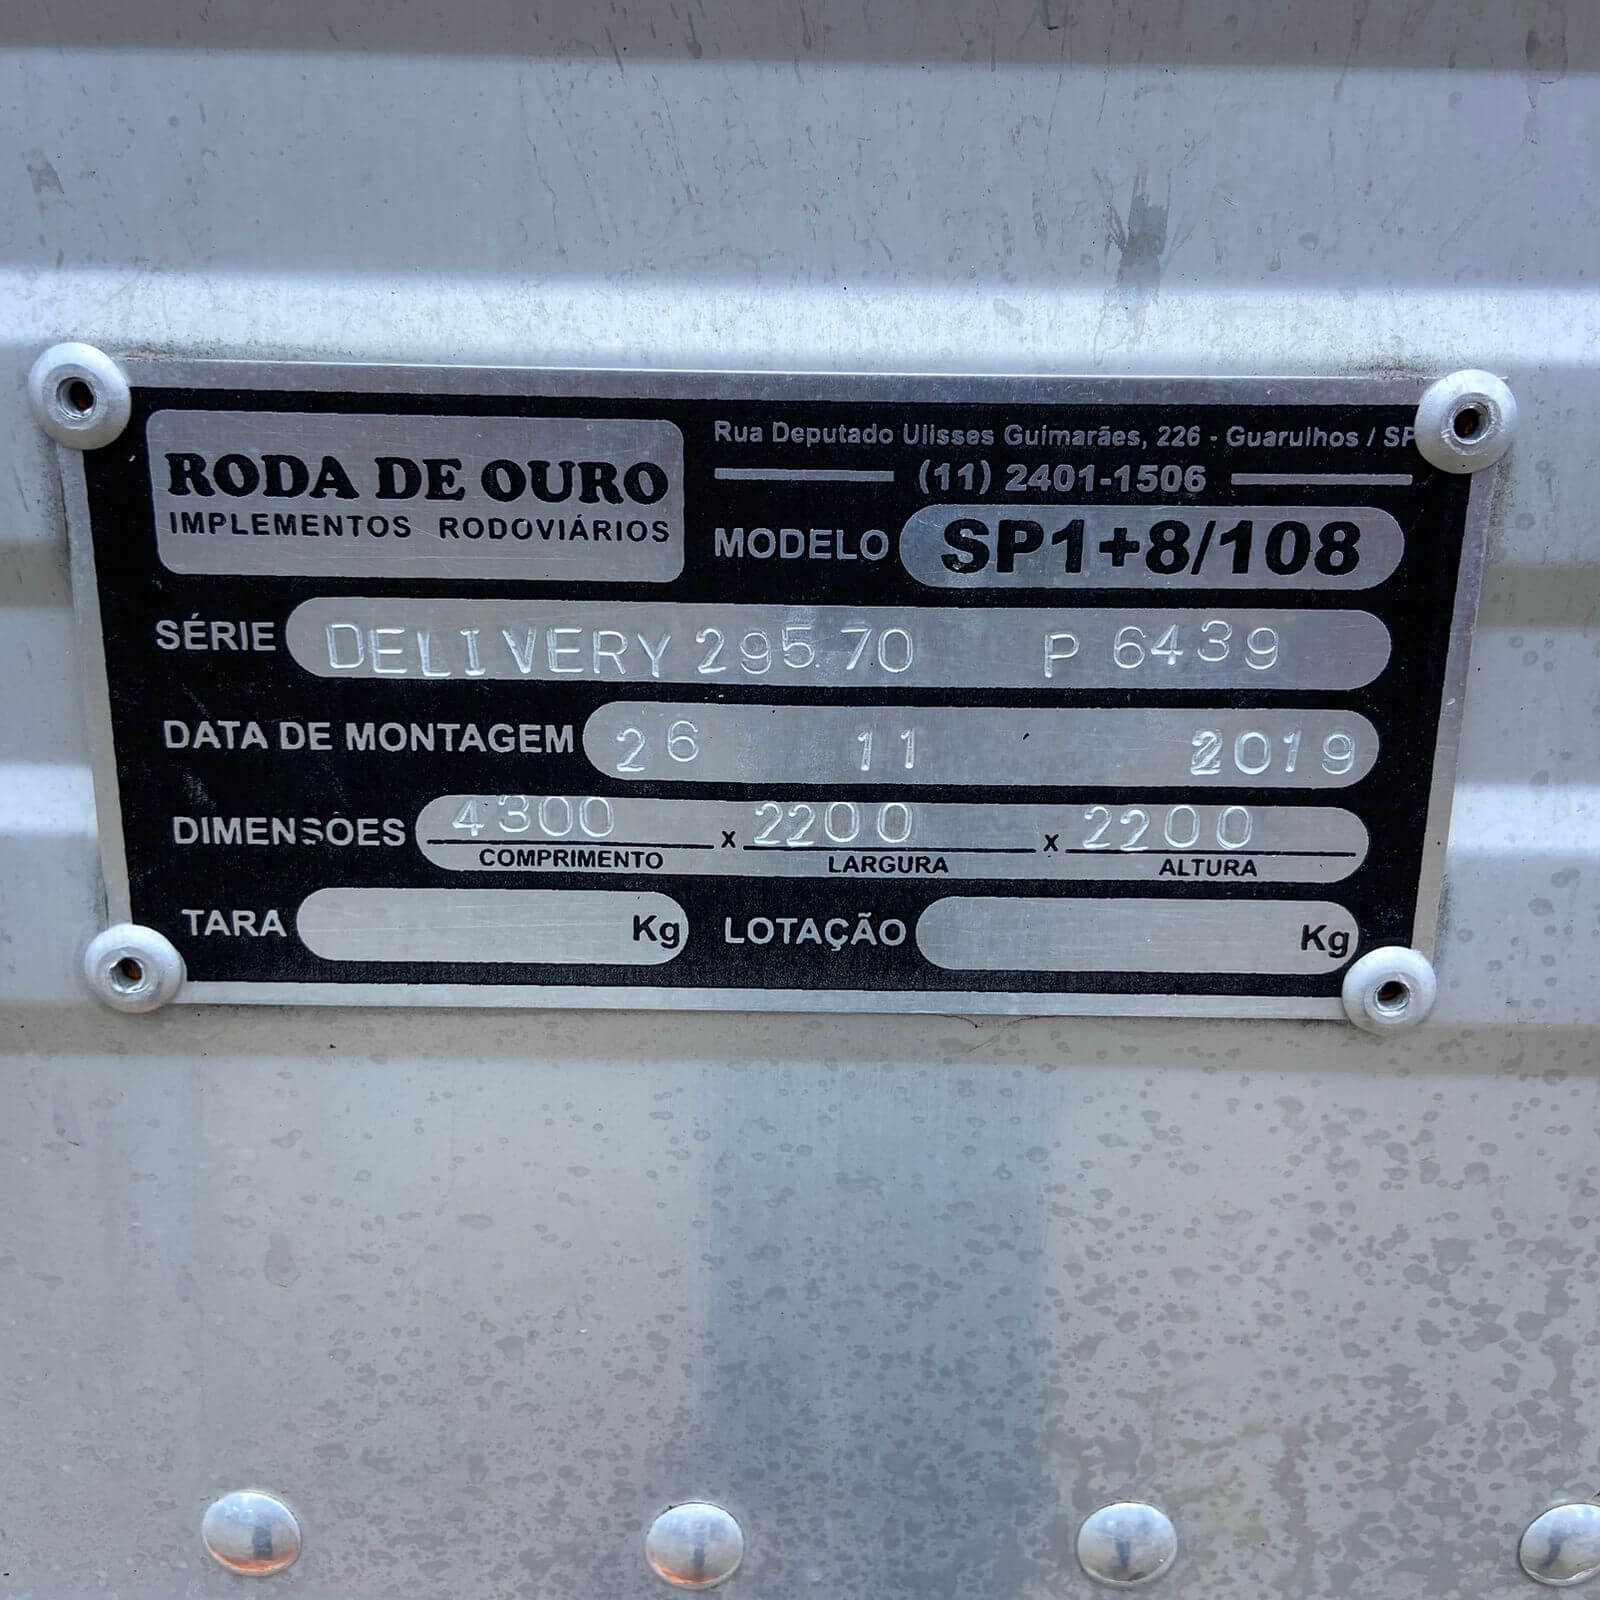 RODA DE OURO
IMPLEMENTOS RODOVIÁRIOS
Rua Deputado Ulisses Guimarães, 226 - Guarulhos / SP
(11) 2401-1506
MODELO SP1+8/108
SÉRIE DELIVERY 295.70 P 6439
DATA DE MONTAGEM 26 11 2019
DIMENSÕES 4300 x 2200 x 2200
COMPRIMENTO LARGURA ALTURA
TARA Kg LOTAÇÃO Kg